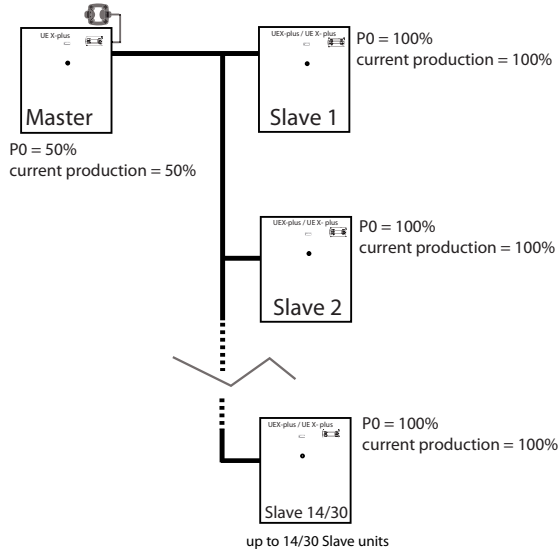 UE X-plus
Master
P0 = 50%
current production = 50%
UEX-plus / UE X- plus
Slave 1
P0 = 100%
current production = 100%
UEX-plus / UE X- plus
Slave 2
P0 = 100%
current production = 100%
UEX-plus / UE X- plus
Slave 14/30
P0 = 100%
current production = 100%
up to 14/30 Slave units